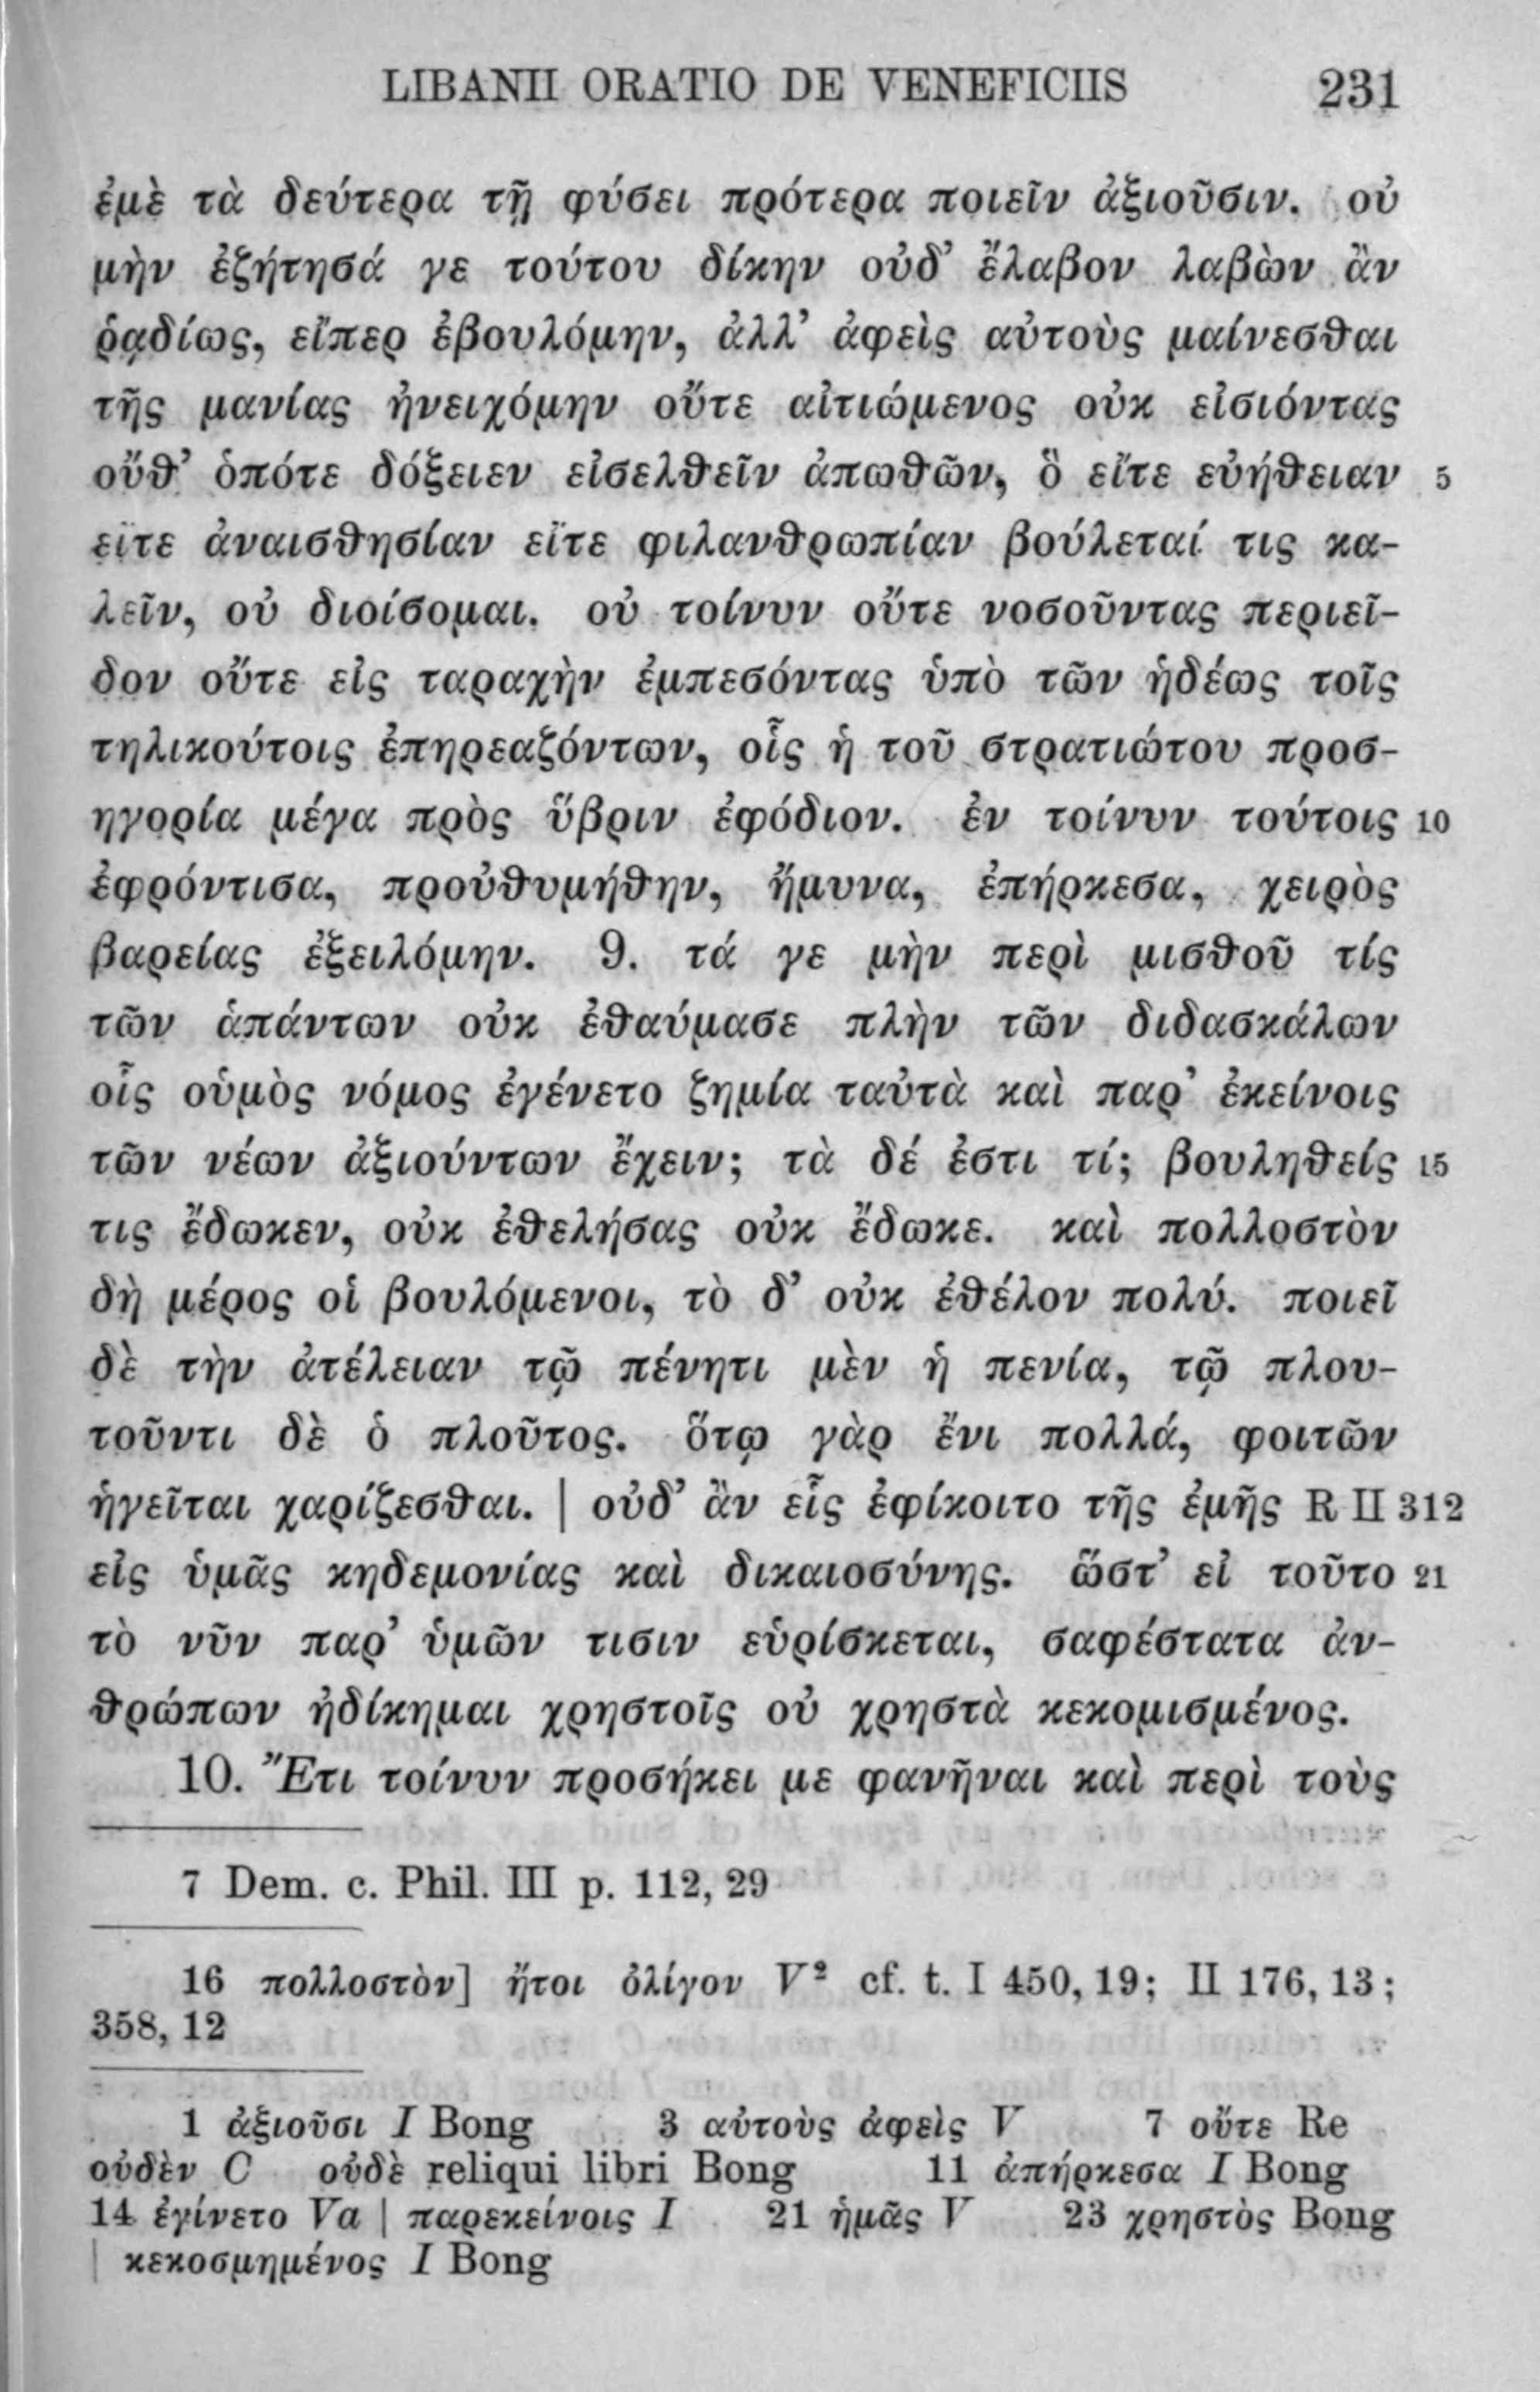 LIBANII ORATIO DE VENEFICIIS 231
ἐμὲ τὰ δεύτερα τῇ φύσει πρότερα ποιεῖν ἀξιοῦσιν. οὐ
μὴν ἐζήτησά γε τούτου δίκην οὐδ’ ἔλαβον λαβὼν ἂν
ῥᾳδίως, εἴπερ ἐβουλόμην, ἀλλ’ ἀφεὶς αὐτοὺς μαίνεσθαι
τῆς μανίας ἠνειχόμην οὔτε αἰτιώμενος οὐκ εἰσιόντας
οὔθ’ ὁπότε δόξειεν εἰσελθεῖν ἀπωθῶν, ὃ εἴτε εὐήθειαν 5
εἴτε ἀναισθησίαν εἴτε φιλανθρωπίαν βούλεταί τις κα-
λεῖν, οὐ διοίσομαι. οὐ τοίνυν οὔτε νοσοῦντας περιεῖ-
δον οὔτε εἰς ταραχὴν ἐμπεσόντας ὑπὸ τῶν ἡδέως τοῖς
τηλικούτοις ἐπηρεαζόντων, οἷς ἡ τοῦ στρατιώτου προσ-
ηγορία μέγα πρὸς ὕβριν ἐφόδιον. ἐν τοίνυν τούτοις 10
ἐφρόντισα, προὐθυμήθην, ἤμυνα, ἐπήρκεσα, χειρὸς
βαρείας ἐξειλόμην. 9. τά γε μὴν περὶ μισθοῦ τίς
τῶν ἁπάντων οὐκ ἐθαύμασε πλὴν τῶν διδασκάλων
οἷς οὑμὸς νόμος ἐγένετο ζημία ταὐτὰ καὶ παρ’ ἐκείνοις
τῶν νέων ἀξιούντων ἔχειν; τὰ δέ ἐστι τί; βουληθείς 15
τις ἔδωκεν, οὐκ ἐθελήσας οὐκ ἔδωκε. καὶ πολλοστὸν
δὴ μέρος οἱ βουλόμενοι, τὸ δ’ οὐκ ἐθέλον πολύ. ποιεῖ
δὲ τὴν ἀτέλειαν τῷ πένητι μὲν ἡ πενία, τῷ πλου-
τοῦντι δὲ ὁ πλοῦτος. ὅτῳ γὰρ ἔνι πολλά, φοιτῶν
ἡγεῖται χαρίζεσθαι. | οὐδ’ ἂν εἷς ἐφίκοιτο τῆς ἐμῆς R II 312
εἰς ὑμᾶς κηδεμονίας καὶ δικαιοσύνης. ὥστ’ εἰ τοῦτο 21
τὸ νῦν παρ’ ὑμῶν τισιν εὑρίσκεται, σαφέστατα ἀν-
θρώπων ἠδίκημαι χρηστοῖς οὐ χρηστὰ κεκομισμένος.
10. Ἔτι τοίνυν προσήκει με φανῆναι καὶ περὶ τοὺς
7 Dem. c. Phil. III p. 112, 29
16 πολλοστὸν] ἤτοι ὀλίγον V² cf. t. I 450, 19; II 176, 13;
358, 12
1 ἀξιοῦσι I Bong 3 αὐτοὺς ἀφεὶς V 7 οὔτε Re
οὐδὲν C οὐδὲ reliqui libri Bong 11 ἀπήρκεσα I Bong
14 ἐγίνετο Va | παρεκείνοις I 21 ἡμᾶς V 23 χρηστὸς Bong
| κεκοσμημένος I Bong